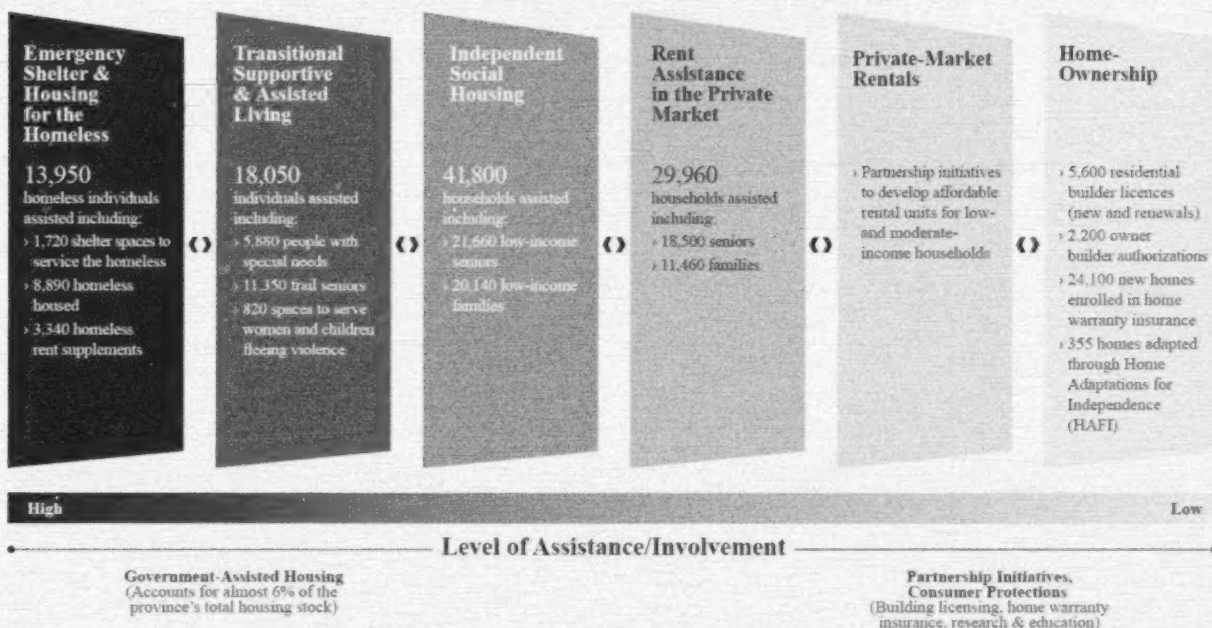 Emergency
Shelter &
Housing
for the
Homeless
13,950
homeless individuals
assisted including:
› 1,720 shelter spaces to
service the homeless
› 8,890 homeless
housed
› 3,340 homeless
rent supplements
Transitional
Supportive
& Assisted
Living
18,050
individuals assisted
including:
› 5,880 people with
special needs
› 11,350 frail seniors
› 820 spaces to serve
women and children
fleeing violence
Independent
Social
Housing
41,800
households assisted
including:
› 21,660 low-income
seniors
› 20,140 low-income
families
Rent
Assistance
in the Private
Market
29,960
households assisted
including:
› 18,500 seniors
› 11,460 families
Private-Market
Rentals
› Partnership initiatives
to develop affordable
rental units for low-
and moderate-
income households
Home-
Ownership
› 5,600 residential
builder licences
(new and renewals)
› 2,200 owner
builder authorizations
› 24,100 new homes
enrolled in home
warranty insurance
› 355 homes adapted
through Home
Adaptations for
Independence
(HAFI)
High
Low
Level of Assistance/Involvement
Government-Assisted Housing
(Accounts for almost 6% of the
province's total housing stock)
Partnership Initiatives,
Consumer Protections
(Building licensing, home warranty
insurance, research & education)